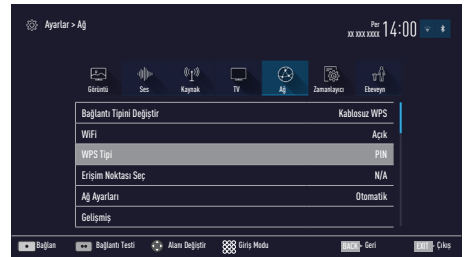 Ayarlar > Ağ
Per
xx xxx xxxx 14:00
Görüntü Ses Kaynak TV Ağ Zamanlayıcı Ebeveyn
Bağlantı Tipini Değiştir Kablosuz WPS
WiFi Açık
WPS Tipi PIN
Erişim Noktası Seç N/A
Ağ Ayarları Otomatik
Gelişmiş
Bağlan Bağlantı Testi Alanı Değiştir Giriş Modu BACK - Geri EXIT - Çıkış